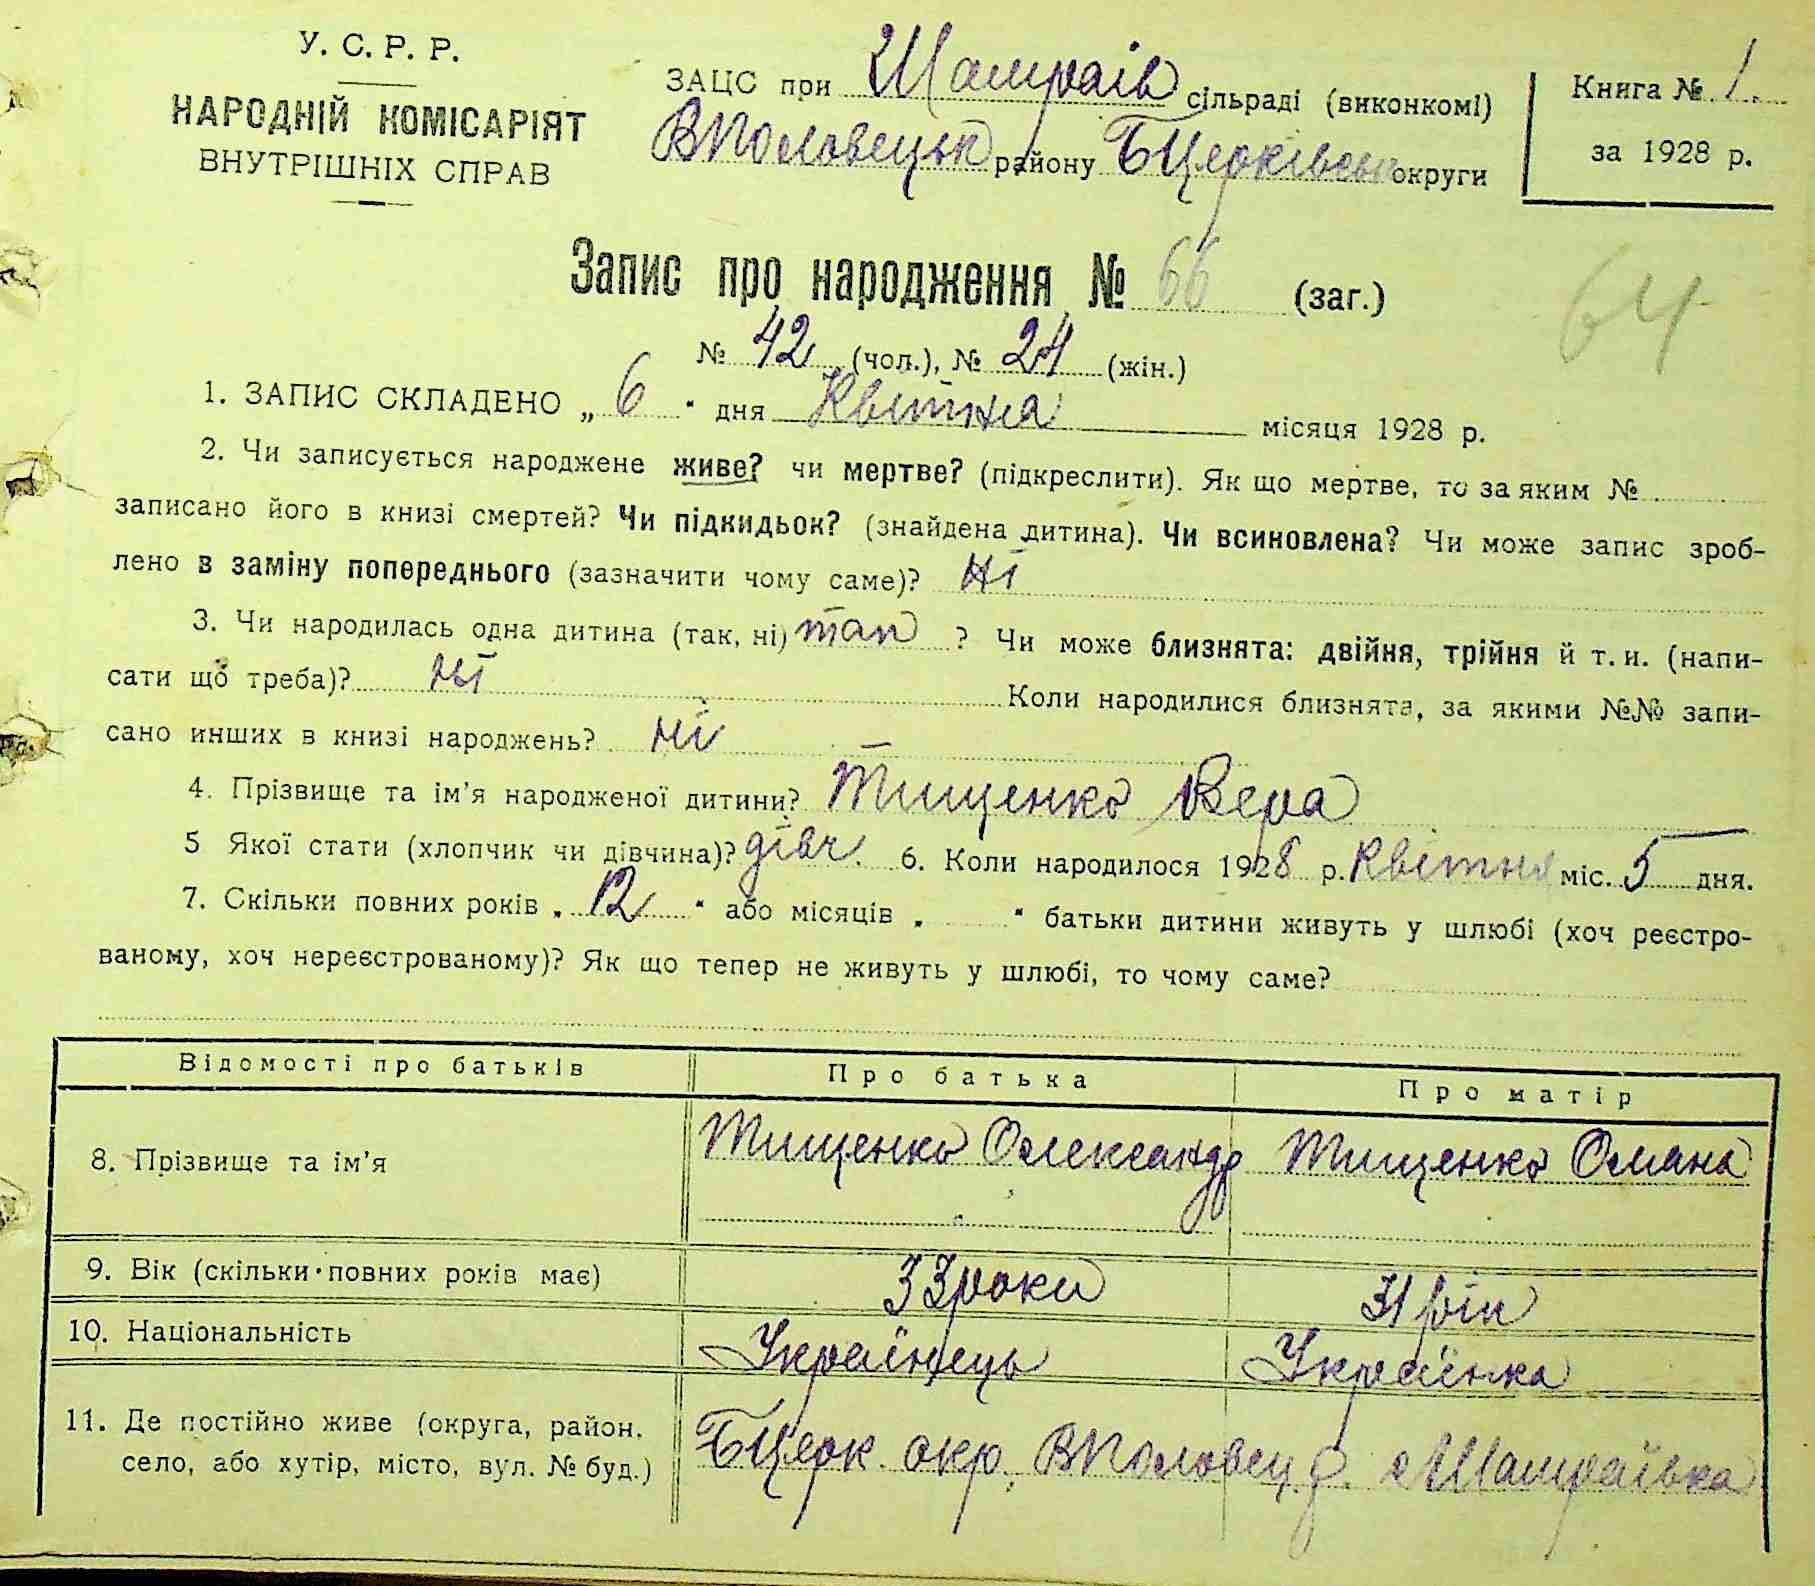 У. С. Р. Р.
НАРОДНІЙ КОМІСАРІЯТ
ВНУТРІШНІХ СПРАВ
ЗАЦС при Шамраїв сільраді (виконкомі)
ВПоловецьк району БЦерківськ округи
Книга № 1.
за 1928 р.
Запис про народження № 66 (заг.)
64
№ 42 (чол.), № 24 (жін.)
1. ЗАПИС СКЛАДЕНО „ 6 “ дня Квітня місяця 1928 р.
2. Чи записується народжене живе? чи мертве? (підкреслити). Як що мертве, то за яким №
записано його в книзі смертей? Чи підкидьок? (знайдена дитина). Чи всиновлена? Чи може запис зроб-
лено в заміну попереднього (зазначити чому саме)? Ні
3. Чи народилась одна дитина (так, ні) так ? Чи може близнята: двійня, трійня й т. и. (напи-
сати що треба)? Ні Коли народилися близнята, за якими №№ запи-
сано инших в книзі народжень? Ні
4. Прізвище та ім'я народженої дитини? Тищенко Вера
5 Якої стати (хлопчик чи дівчина)? дівч. 6. Коли народилося 1928 р. Квітня міс. 5 дня.
7. Скільки повних років „ 12 “ або місяців „ “ батьки дитини живуть у шлюбі (хоч реєстро-
ваному, хоч нереєстрованому)? Як що тепер не живуть у шлюбі, то чому саме?
Відомості про батьків Про батька Про матір
8. Прізвище та ім'я Тищенко Олександр Тищенко Оляна
9. Вік (скільки повних років має) 33 роки 31 рік
10. Національність Українець Українка
11. Де постійно живе (округа, район,
село, або хутір, місто, вул. № буд.) БЦерк. окр. ВПоловец. р. с Шамраївка